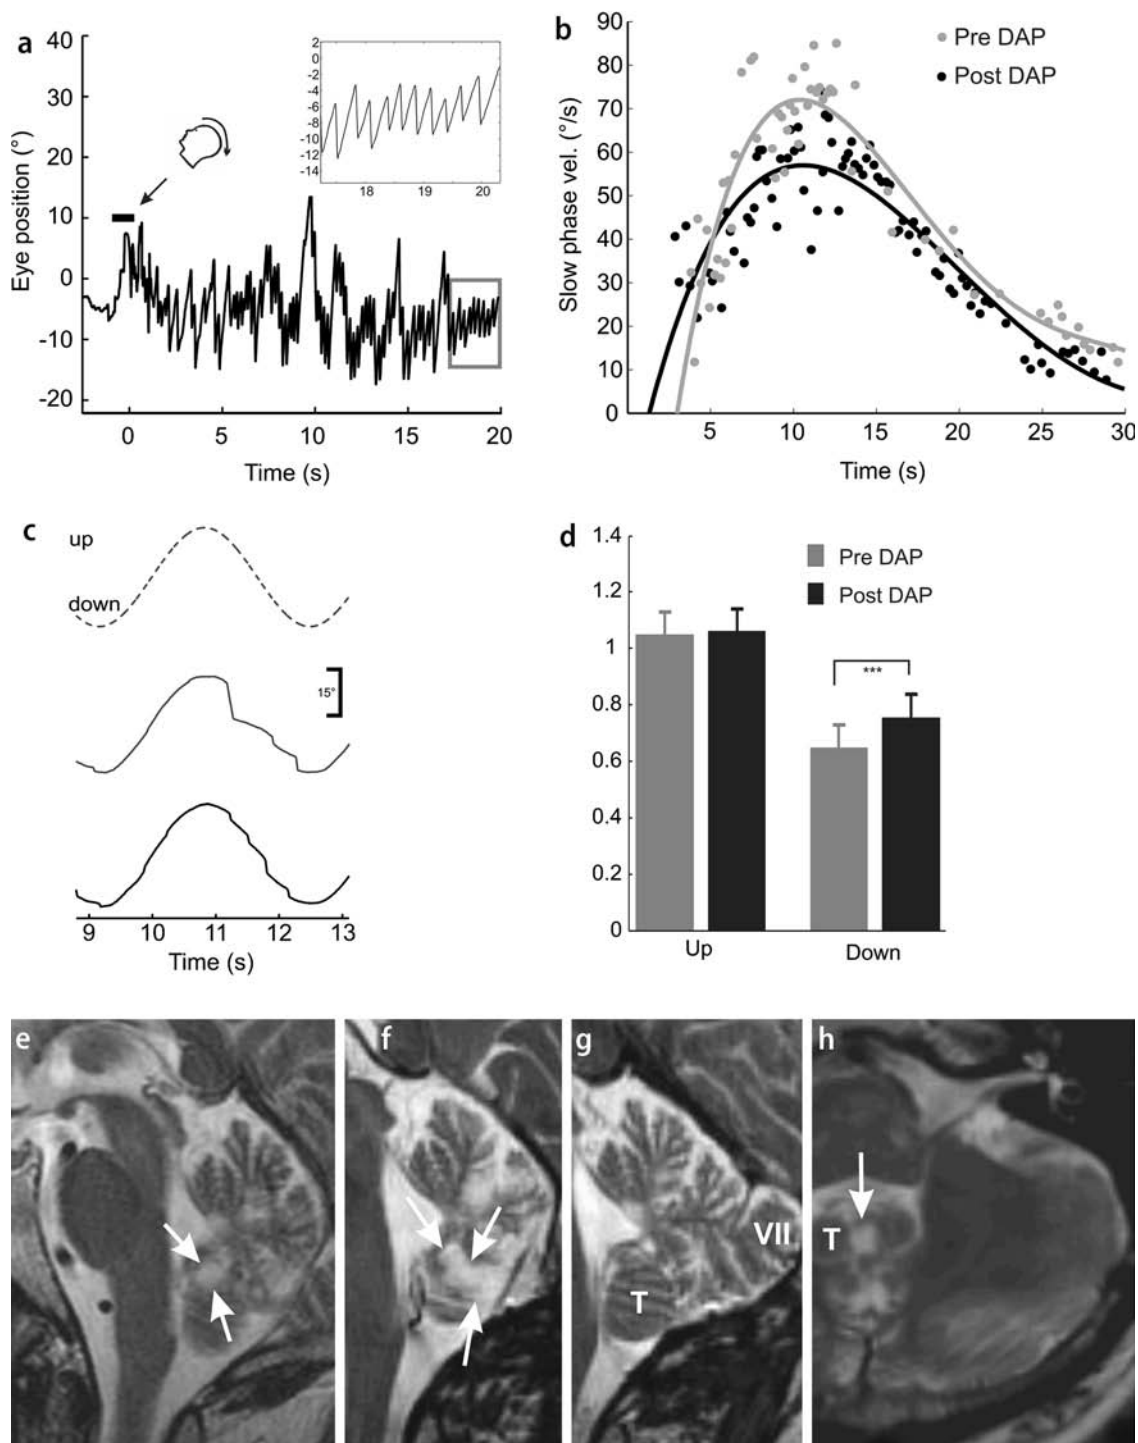 a
40
30
20
10
0
-10
-20
Eye position (°)
0 5 10 15 20
Time (s)
2
0
-2
-4
-6
-8
-10
-12
-14
18 19 20
b
90
80
70
60
50
40
30
20
10
0
Slow phase vel. (°/s)
Pre DAP
Post DAP
5 10 15 20 25 30
Time (s)
c
up
down
15°
9 10 11 12 13
Time (s)
d
1.4
1.2
1
0.8
0.6
0.4
0.2
0
Pre DAP
Post DAP
***
Up Down
e
f
g
VII
T
h
T